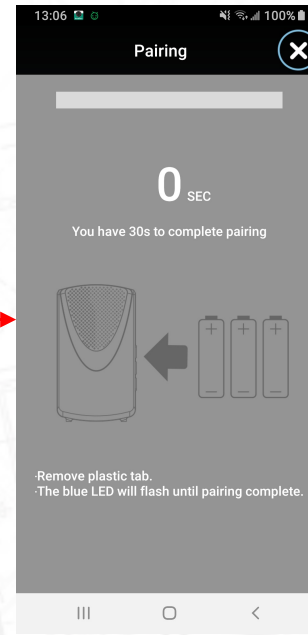 13:06 100%
Pairing
0 SEC
You have 30s to complete pairing
·Remove plastic tab.
·The blue LED will flash until pairing complete.